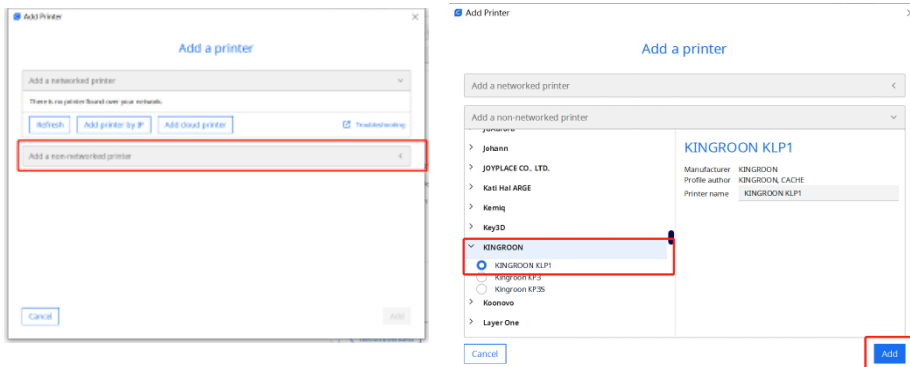 Add Printer
Add a printer
Add a networked printer
There is no printer found over your network.
Refresh Add printer by IP Add cloud printer Troubleshooting
Add a non-networked printer
Cancel Add
Add Printer
Add a printer
Add a networked printer
Add a non-networked printer
Johann
JOYPLACE CO., LTD.
Kati Hal ARGE
Kemiq
Key3D
KINGROON
KINGROON KLP1
Kingroon KP3
Kingroon KP3S
Koonovo
Layer One
KINGROON KLP1
Manufacturer KINGROON
Profile author KINGROON, CACHE
Printer name KINGROON KLP1
Cancel Add